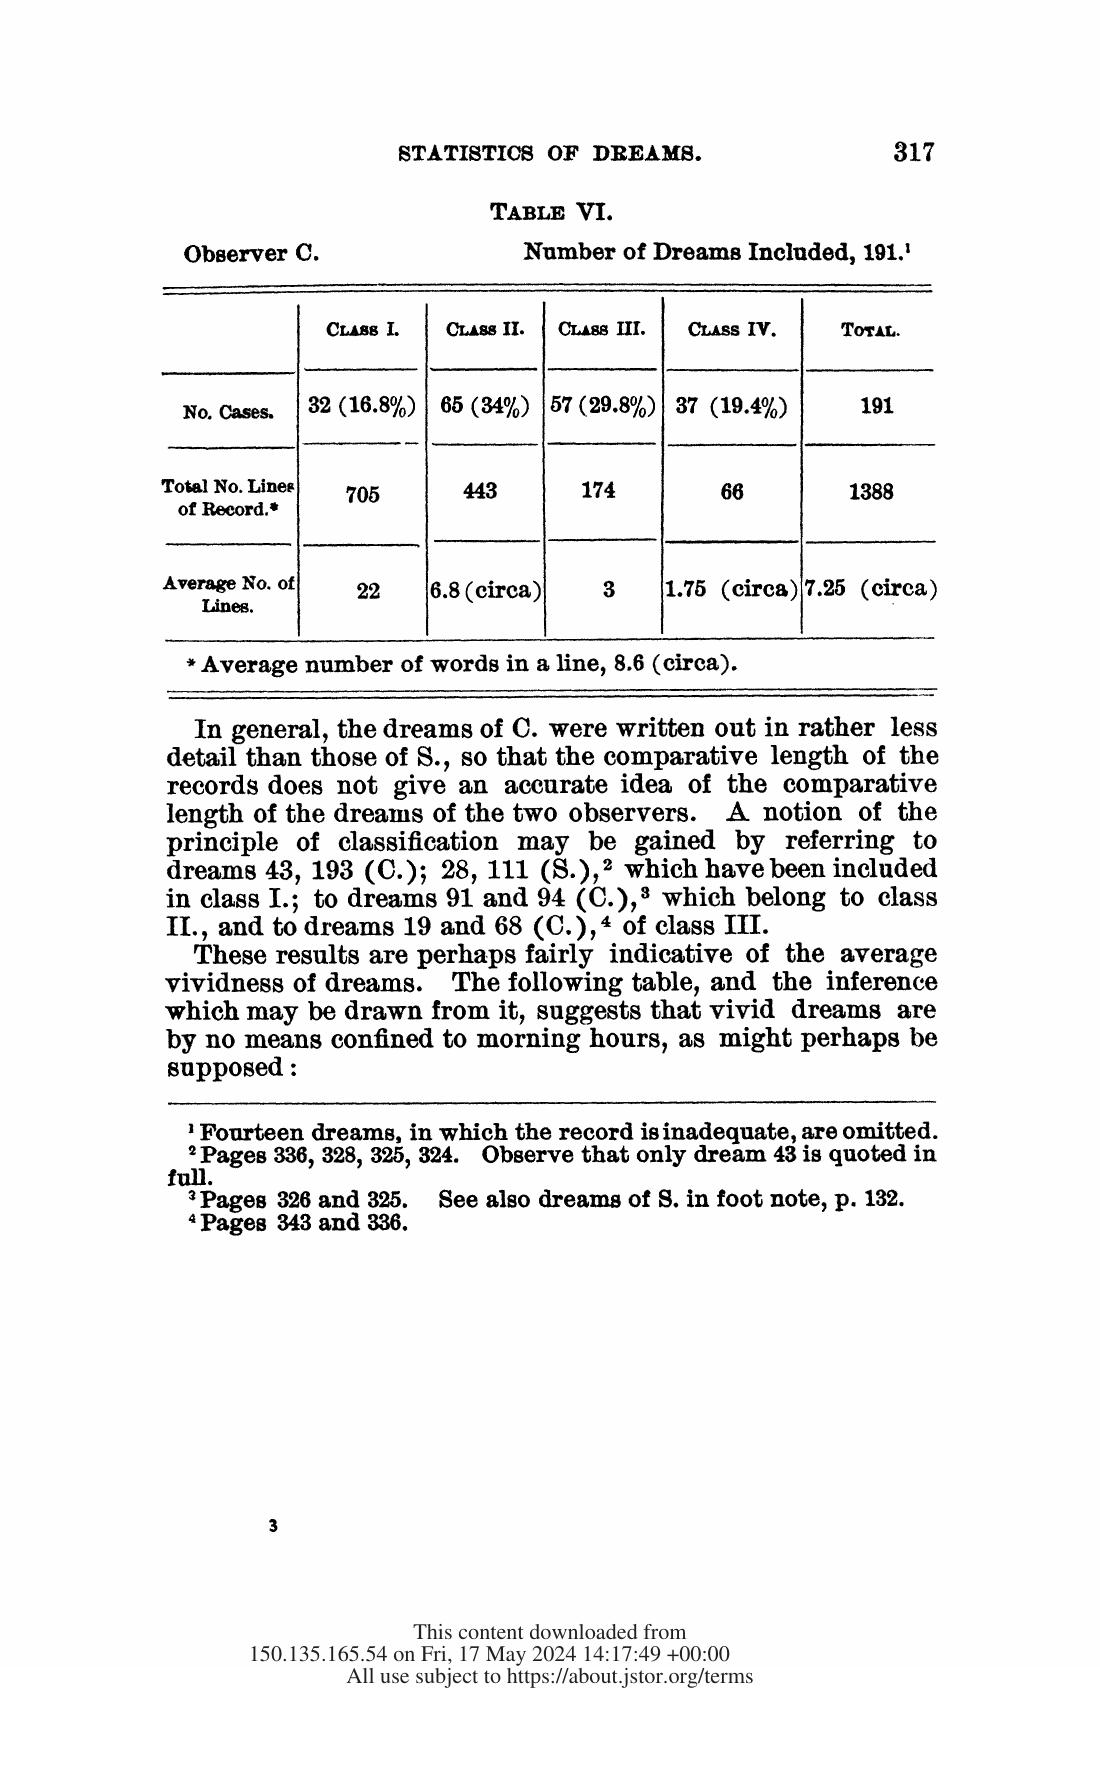 STATISTICS OF DREAMS. 317
TABLE VI.
Observer C. Number of Dreams Included, 191.¹
CLASS I. CLASS II. CLASS III. CLASS IV. TOTAL.
No. Cases. 32 (16.8%) 65 (34%) 57 (29.8%) 37 (19.4%) 191
Total No. Lines of Record.* 705 443 174 66 1388
Average No. of Lines. 22 6.8 (circa) 3 1.75 (circa) 7.25 (circa)
* Average number of words in a line, 8.6 (circa).
In general, the dreams of C. were written out in rather less
detail than those of S., so that the comparative length of the
records does not give an accurate idea of the comparative
length of the dreams of the two observers. A notion of the
principle of classification may be gained by referring to
dreams 43, 193 (C.); 28, 111 (S.),² which have been included
in class I.; to dreams 91 and 94 (C.),³ which belong to class
II., and to dreams 19 and 68 (C.),⁴ of class III.
These results are perhaps fairly indicative of the average
vividness of dreams. The following table, and the inference
which may be drawn from it, suggests that vivid dreams are
by no means confined to morning hours, as might perhaps be
supposed :
¹ Fourteen dreams, in which the record is inadequate, are omitted.
² Pages 336, 328, 325, 324. Observe that only dream 43 is quoted in
full.
³ Pages 326 and 325. See also dreams of S. in foot note, p. 132.
⁴ Pages 343 and 336.
3
This content downloaded from
150.135.165.54 on Fri, 17 May 2024 14:17:49 +00:00
All use subject to https://about.jstor.org/terms